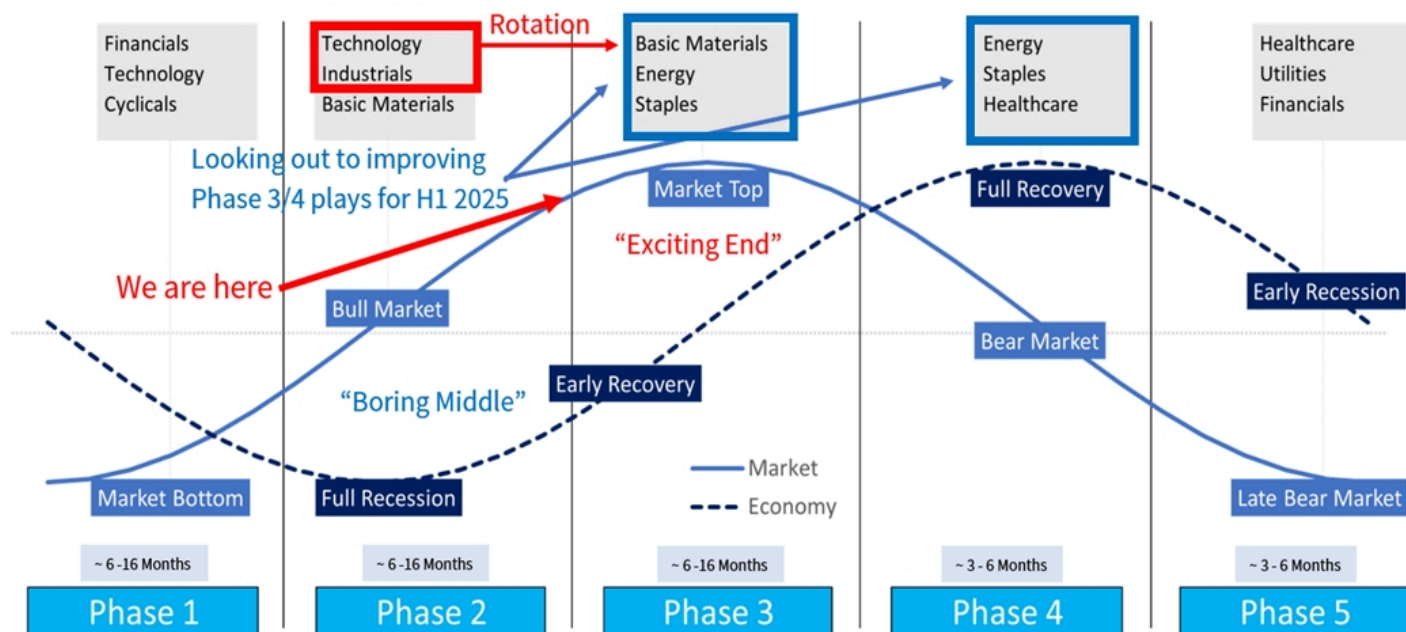 Financials
Technology
Cyclicals
Technology
Industrials
Basic Materials
Rotation
Basic Materials
Energy
Staples
Energy
Staples
Healthcare
Healthcare
Utilities
Financials
Looking out to improving
Phase 3/4 plays for H1 2025
Market Top
Full Recovery
"Exciting End"
We are here
Bull Market
Early Recession
Bear Market
Early Recovery
"Boring Middle"
Market
Economy
Market Bottom
Full Recession
Late Bear Market
~ 6 -16 Months
~ 6 -16 Months
~ 6 -16 Months
~ 3 - 6 Months
~ 3 - 6 Months
Phase 1
Phase 2
Phase 3
Phase 4
Phase 5